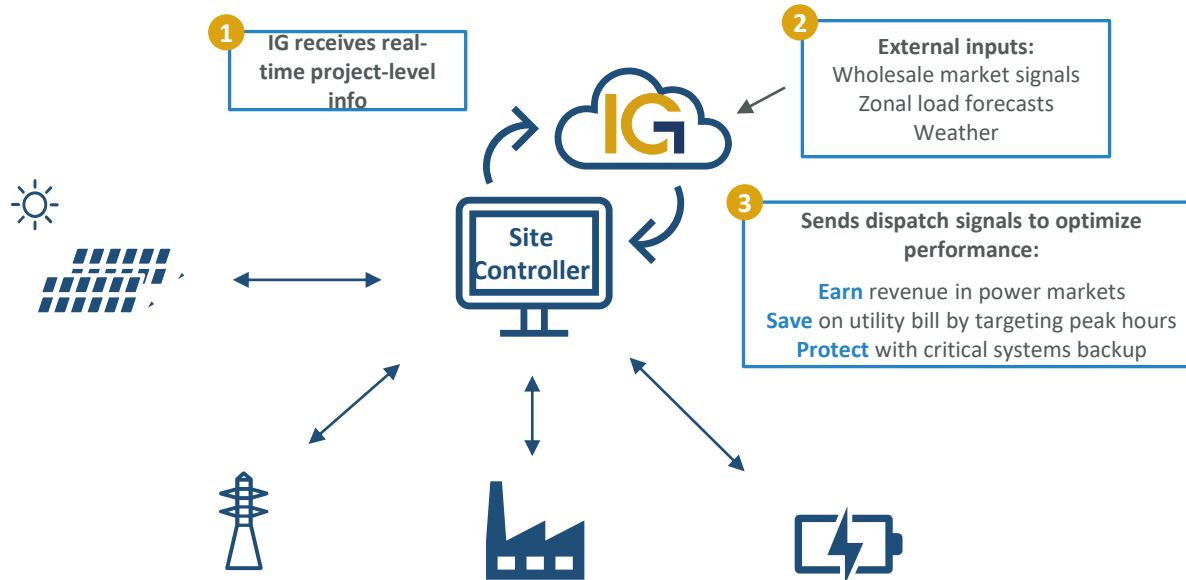 1
IG receives real-
time project-level
info
2
External inputs:
Wholesale market signals
Zonal load forecasts
Weather
IG
3
Sends dispatch signals to optimize
performance:
Earn revenue in power markets
Save on utility bill by targeting peak hours
Protect with critical systems backup
Site
Controller